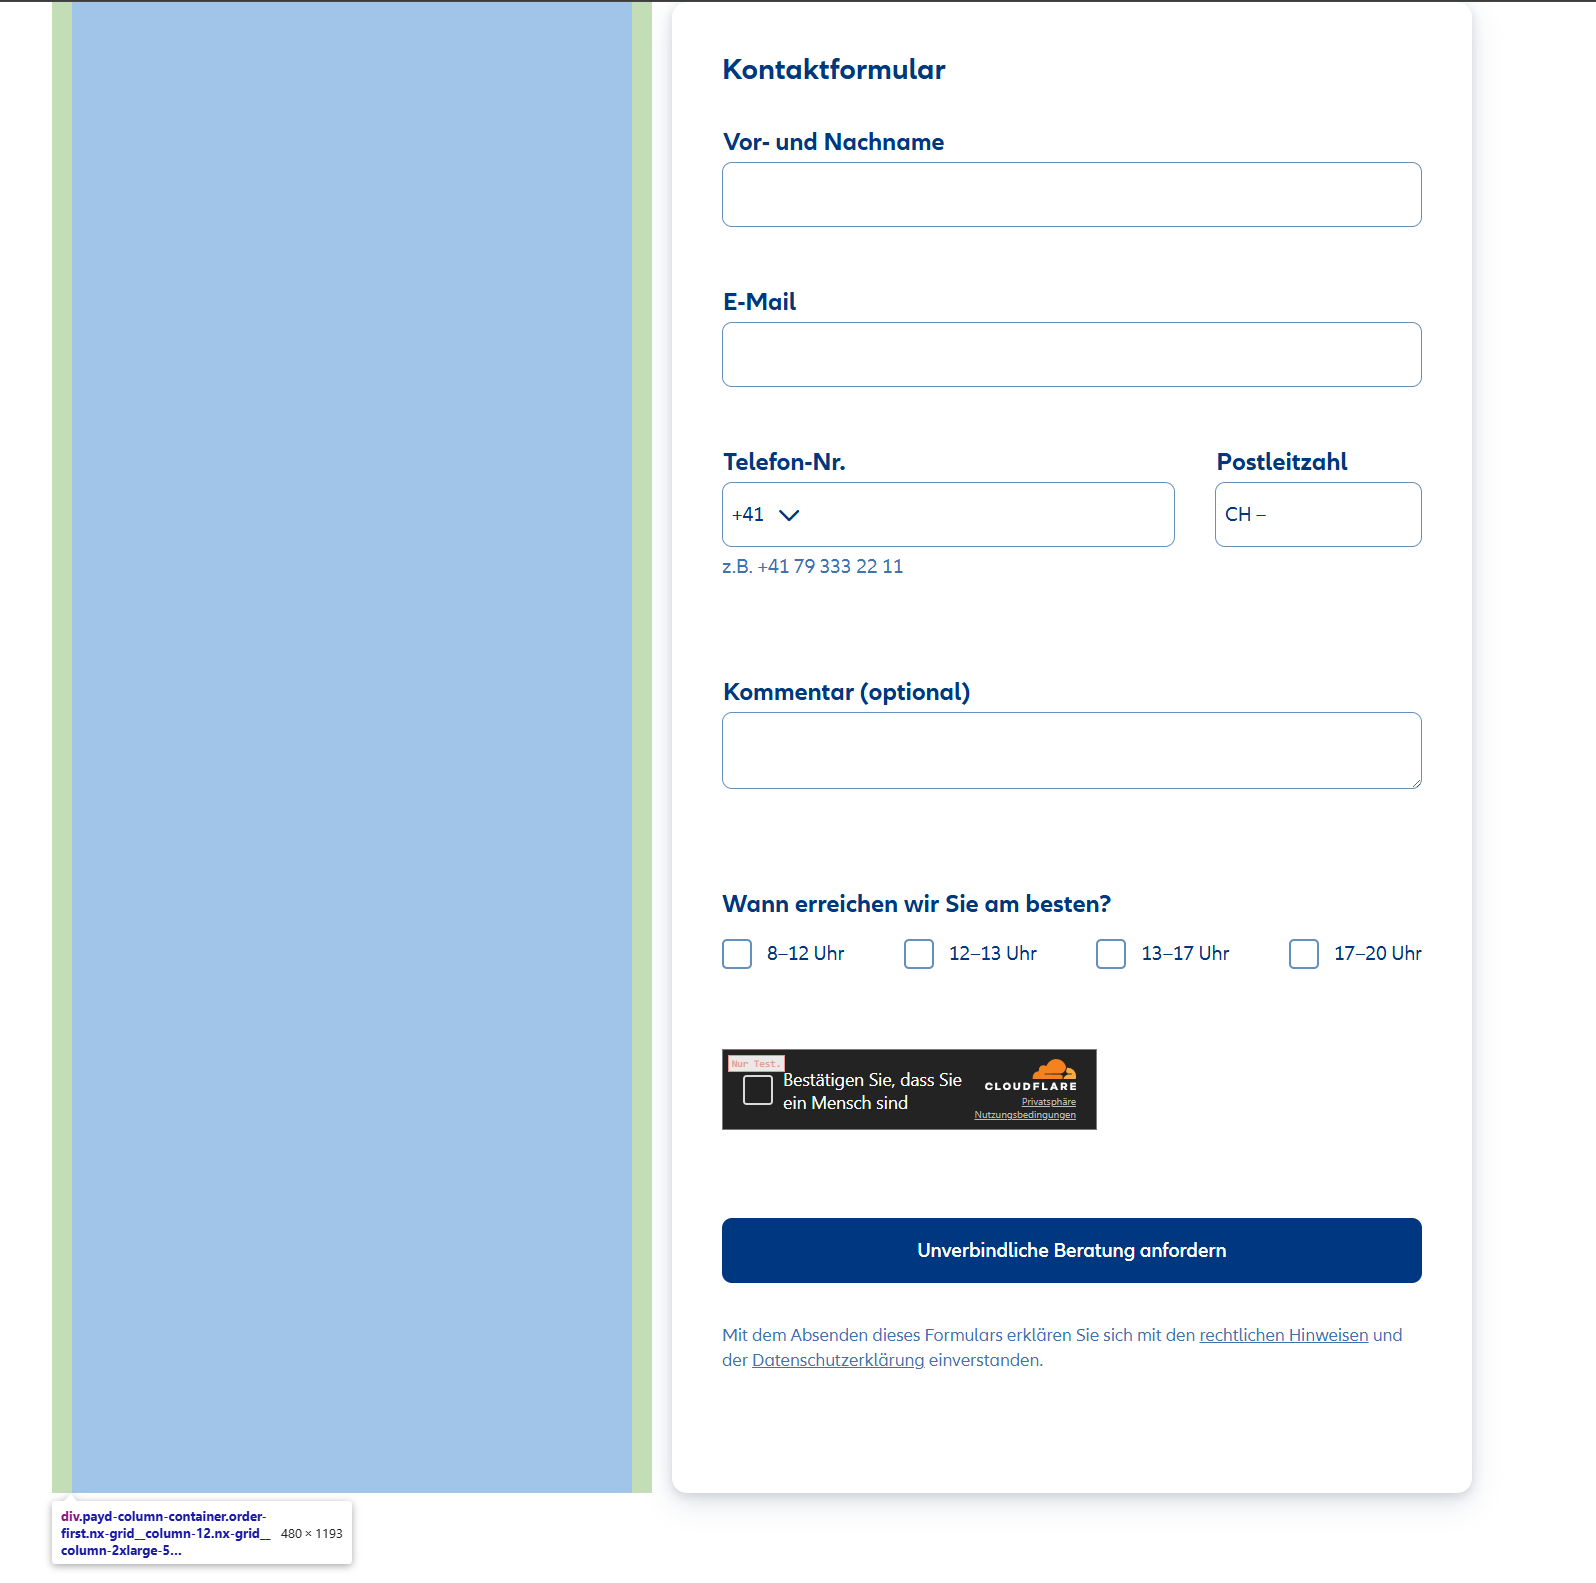 Kontaktformular
Vor- und Nachname
E-Mail
Telefon-Nr.
Postleitzahl
+41
CH –
z.B. +41 79 333 22 11
Kommentar (optional)
Wann erreichen wir Sie am besten?
8–12 Uhr
12–13 Uhr
13–17 Uhr
17–20 Uhr
Nur Test.
Bestätigen Sie, dass Sie
ein Mensch sind
CLOUDFLARE
Privatsphäre
Nutzungsbedingungen
Unverbindliche Beratung anfordern
Mit dem Absenden dieses Formulars erklären Sie sich mit den rechtlichen Hinweisen und
der Datenschutzerklärung einverstanden.
div.payd-column-container.order-
first.nx-grid__column-12.nx-grid__
column-2xlarge-5...
480 × 1193